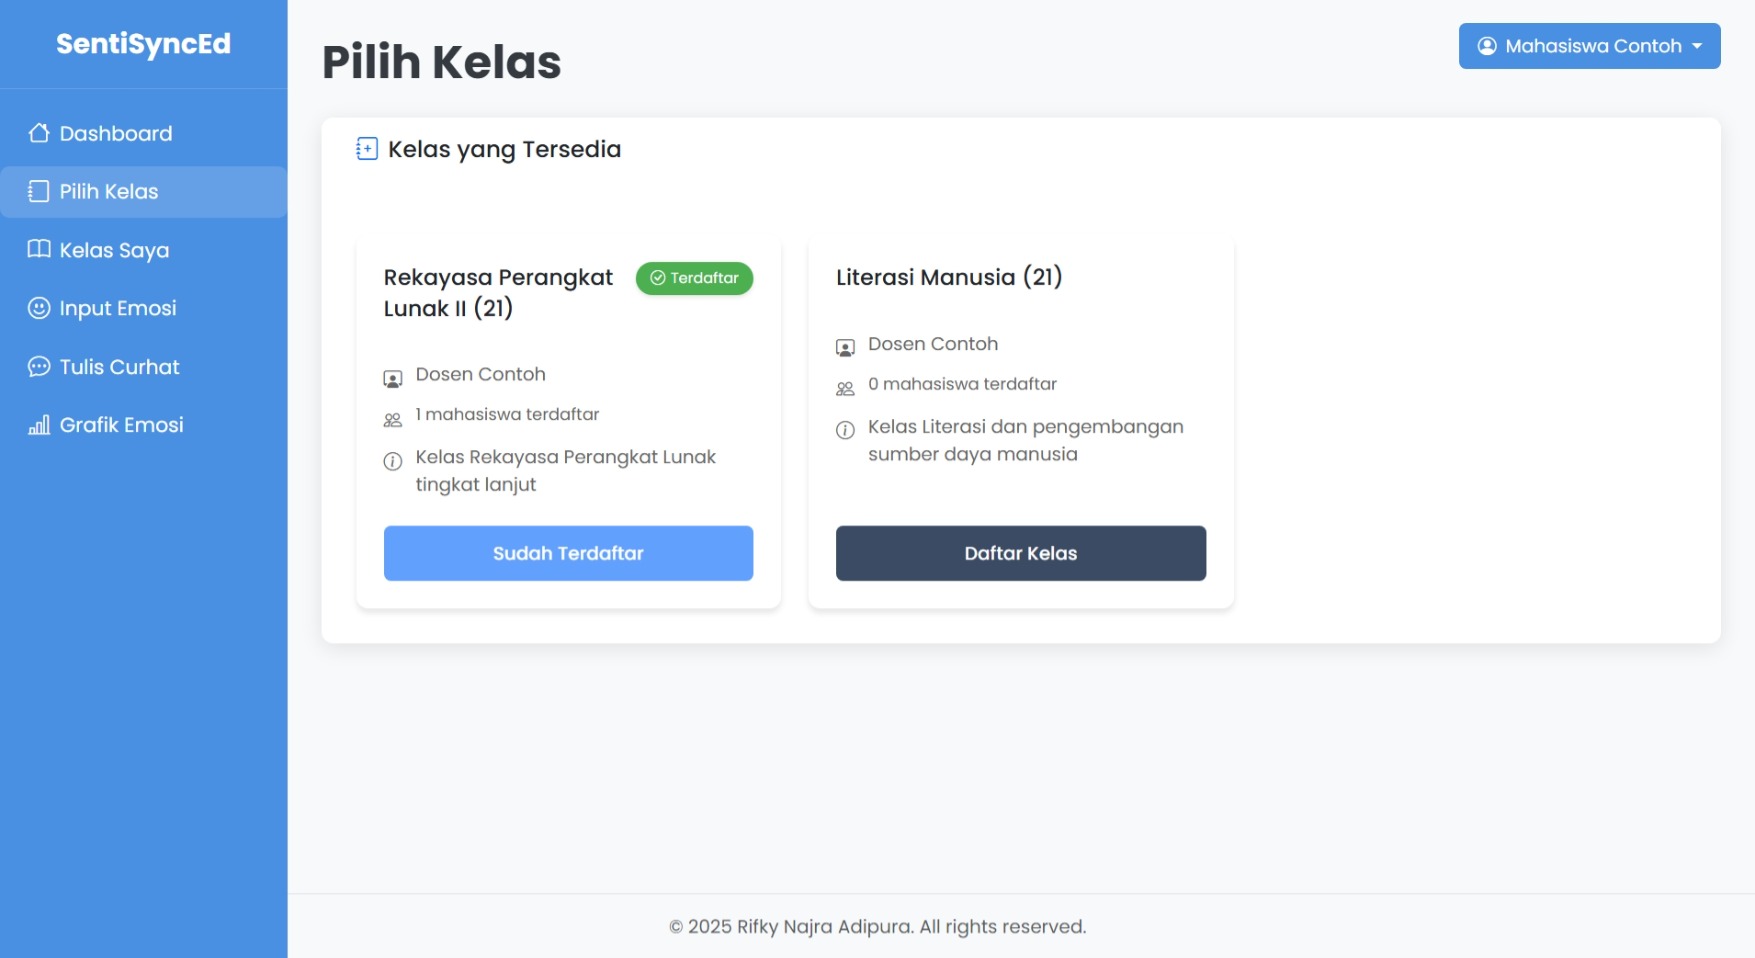 SentiSyncEd
Dashboard
Pilih Kelas
Kelas Saya
Input Emosi
Tulis Curhat
Grafik Emosi
Pilih Kelas
Mahasiswa Contoh
Kelas yang Tersedia
Rekayasa Perangkat
Lunak II (21)
Terdaftar
Dosen Contoh
1 mahasiswa terdaftar
Kelas Rekayasa Perangkat Lunak
tingkat lanjut
Sudah Terdaftar
Literasi Manusia (21)
Dosen Contoh
0 mahasiswa terdaftar
Kelas Literasi dan pengembangan
sumber daya manusia
Daftar Kelas
© 2025 Rifky Najra Adipura. All rights reserved.